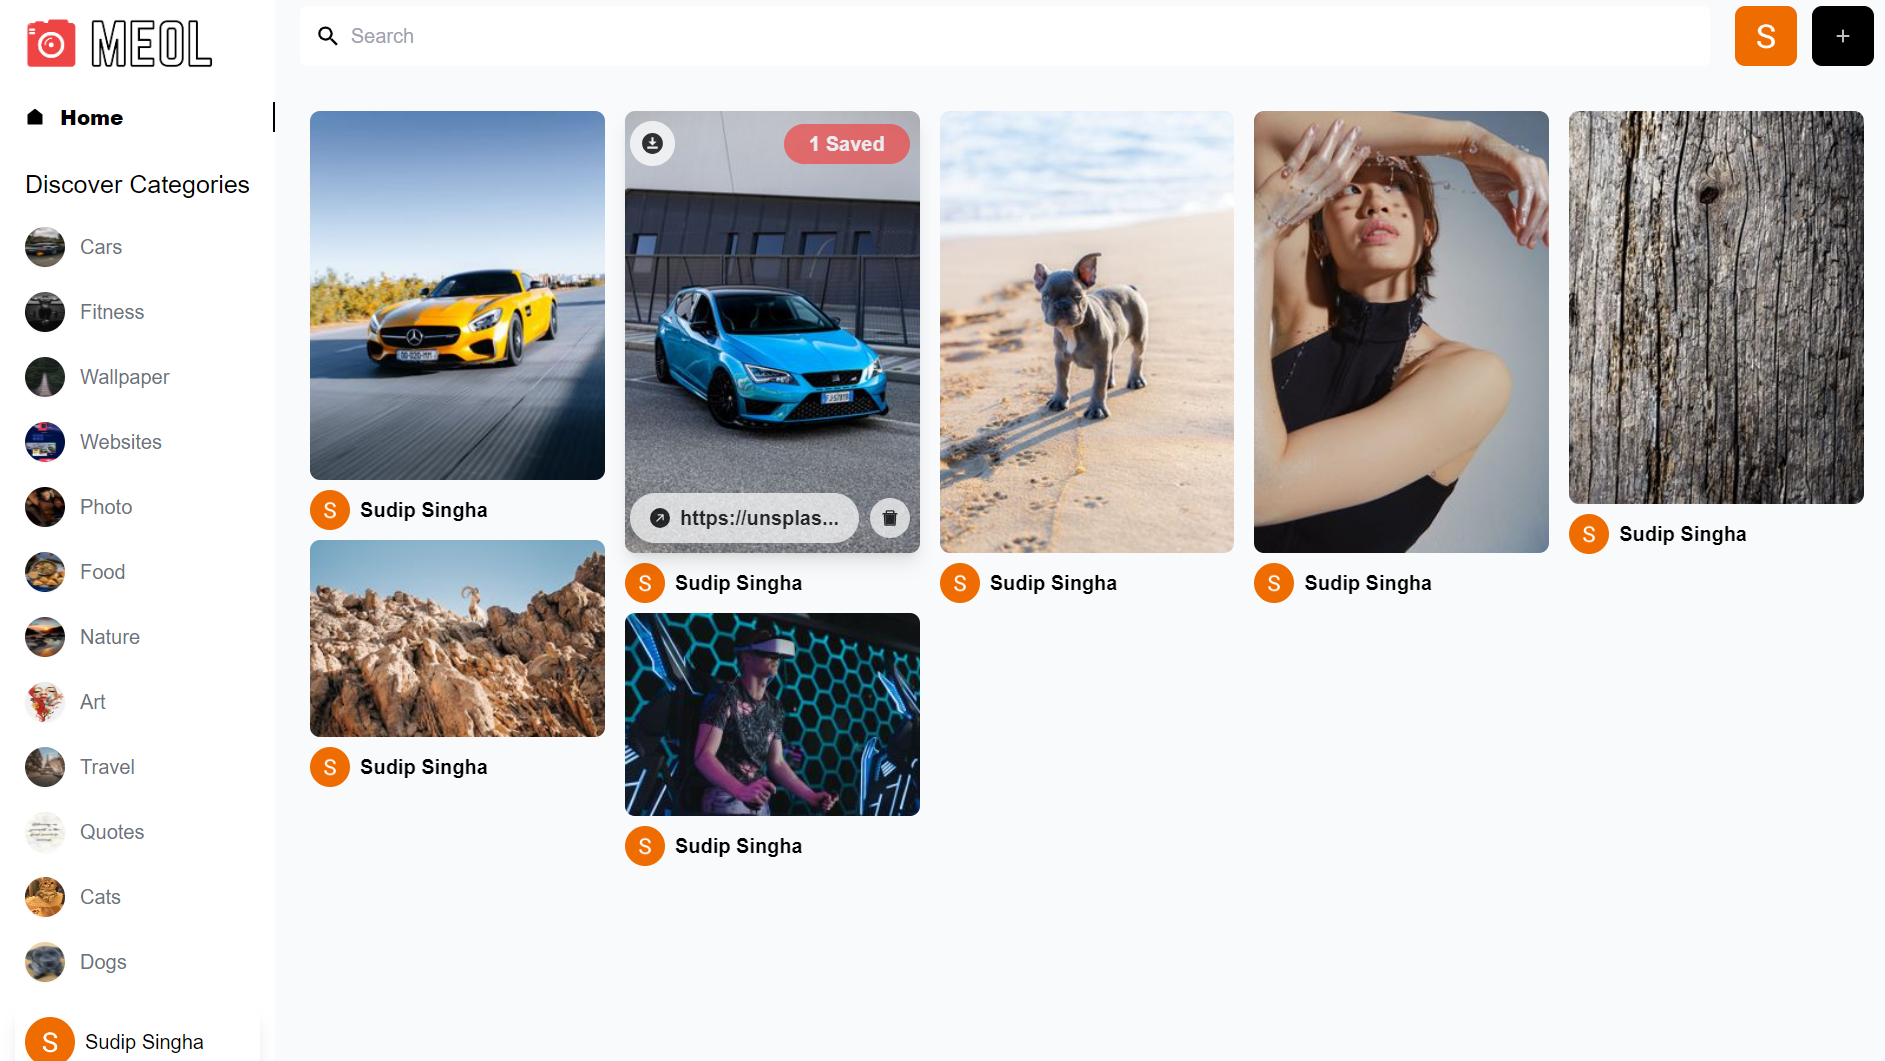 MEOL
Search
S
+
Home
Discover Categories
Cars
Fitness
Wallpaper
Websites
Photo
Food
Nature
Art
Travel
Quotes
Cats
Dogs
S Sudip Singha
S Sudip Singha
S Sudip Singha
1 Saved
https://unsplas...
S Sudip Singha
S Sudip Singha
S Sudip Singha
S Sudip Singha
S Sudip Singha